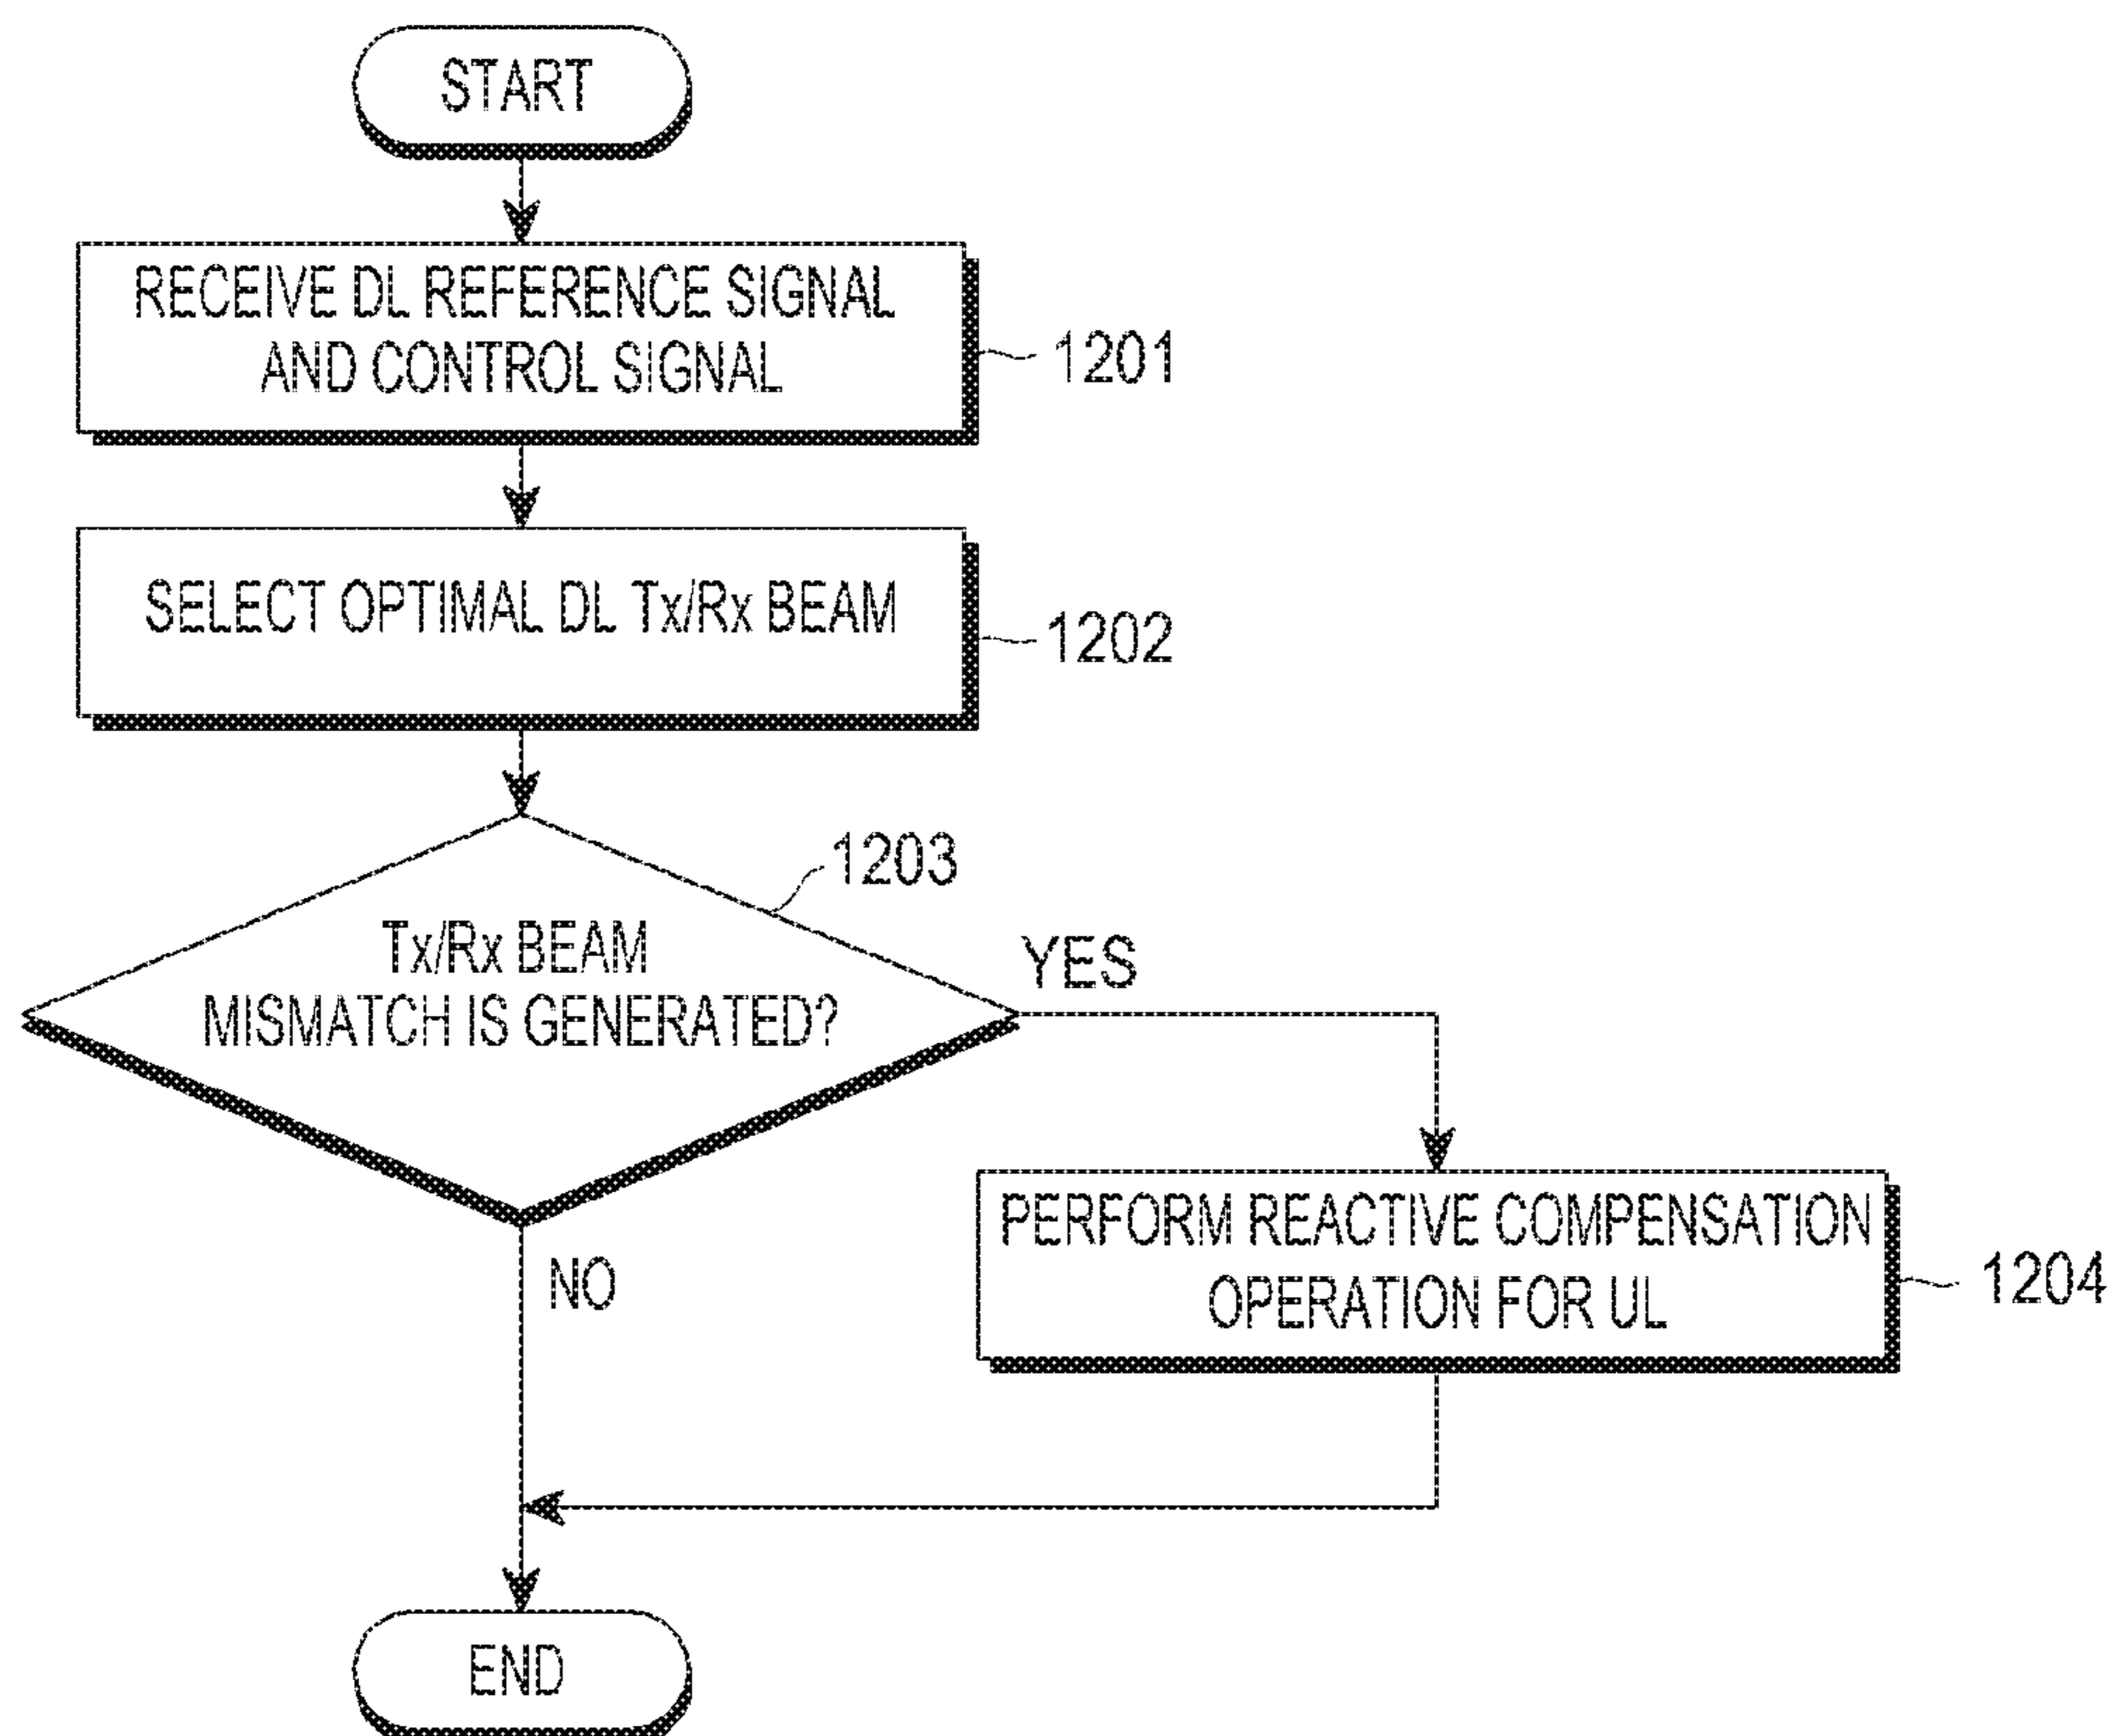 START
RECEIVE DL REFERENCE SIGNAL
AND CONTROL SIGNAL
1201
SELECT OPTIMAL DL Tx/Rx BEAM
1202
1203
Tx/Rx BEAM
MISMATCH IS GENERATED?
YES
NO
PERFORM REACTIVE COMPENSATION
OPERATION FOR UL
1204
END